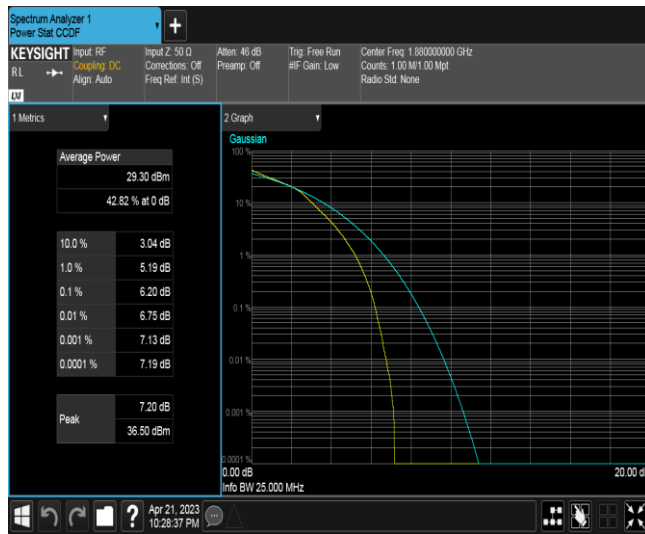 Spectrum Analyzer 1
Power Stat CCDF
+
KEYSIGHT
RL
LXI
Input: RF
Coupling: DC
Align: Auto
Input Z: 50 Ω
Corrections: Off
Freq Ref: Int (S)
Atten: 46 dB
Preamp: Off
Trig: Free Run
#IF Gain: Low
Center Freq: 1.880000000 GHz
Counts: 1.00 M/1.00 Mpt
Radio Std: None
1 Metrics
Average Power
29.30 dBm
42.82 % at 0 dB
10.0 % 3.04 dB
1.0 % 5.19 dB
0.1 % 6.20 dB
0.01 % 6.75 dB
0.001 % 7.13 dB
0.0001 % 7.19 dB
Peak
7.20 dB
36.50 dBm
2 Graph
Gaussian
100 %
10 %
1 %
0.1 %
0.01 %
0.001 %
0.0001 %
0.00 dB
20.00 d
Info BW 25.000 MHz
?
Apr 21, 2023
10:28:37 PM